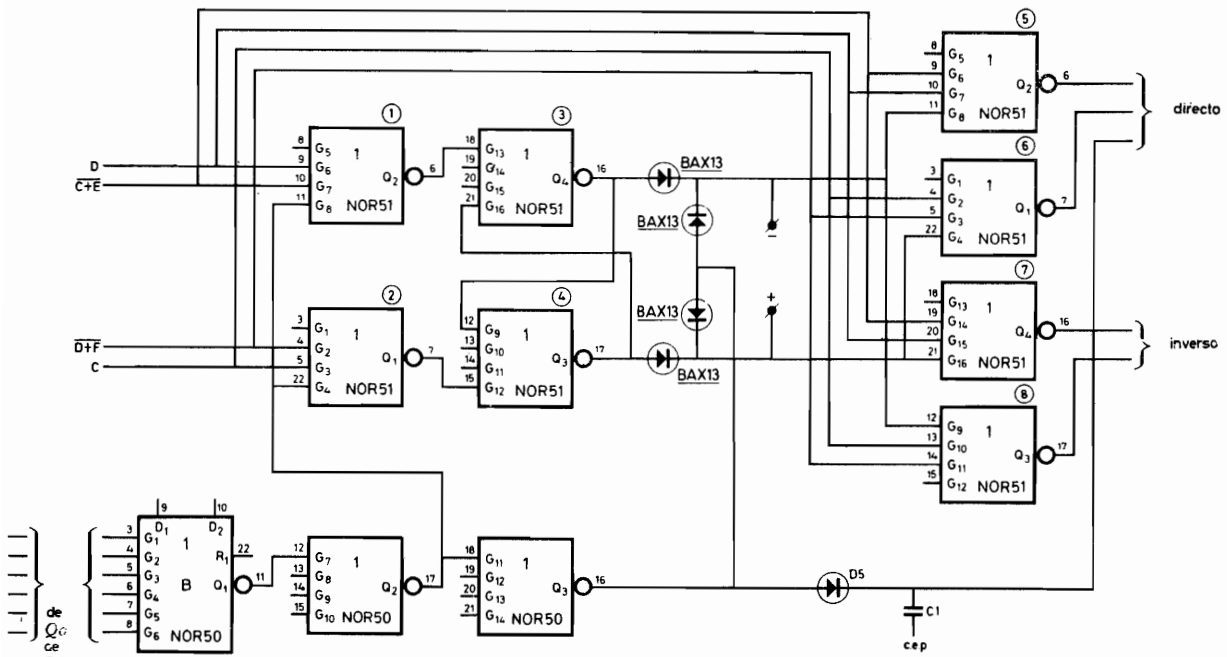 D
C+E
D+F
C
①
8 G5
9 G6
10 G7
11 G8
1
Q2 6
NOR51
③
18 G13
19 G14
20 G15
21 G16
1
Q4 16
NOR51
②
3 G1
4 G2
5 G3
22 G4
1
Q1 7
NOR51
④
12 G9
13 G10
14 G11
15 G12
1
Q3 17
NOR51
BAX13
BAX13
BAX13
BAX13
-
+
⑤
8 G5
9 G6
10 G7
11 G8
1
Q2 6
NOR51
⑥
3 G1
4 G2
5 G3
22 G4
1
Q1 7
NOR51
directo
⑦
18 G13
19 G14
20 G15
21 G16
1
Q4 16
NOR51
inverso
⑧
12 G9
13 G10
14 G11
15 G12
1
Q3 17
NOR51
de
Qa
ce
9 10
D1 D2
3 G1
4 G2
5 G3
6 G4
7 G5
8 G6
1
B
R1 22
Q1 11
NOR50
12 G7
13 G8
14 G9
15 G10
1
Q2 17
NOR50
18 G11
19 G12
20 G13
21 G14
1
Q3 16
NOR50
D5
C1
c.e.p